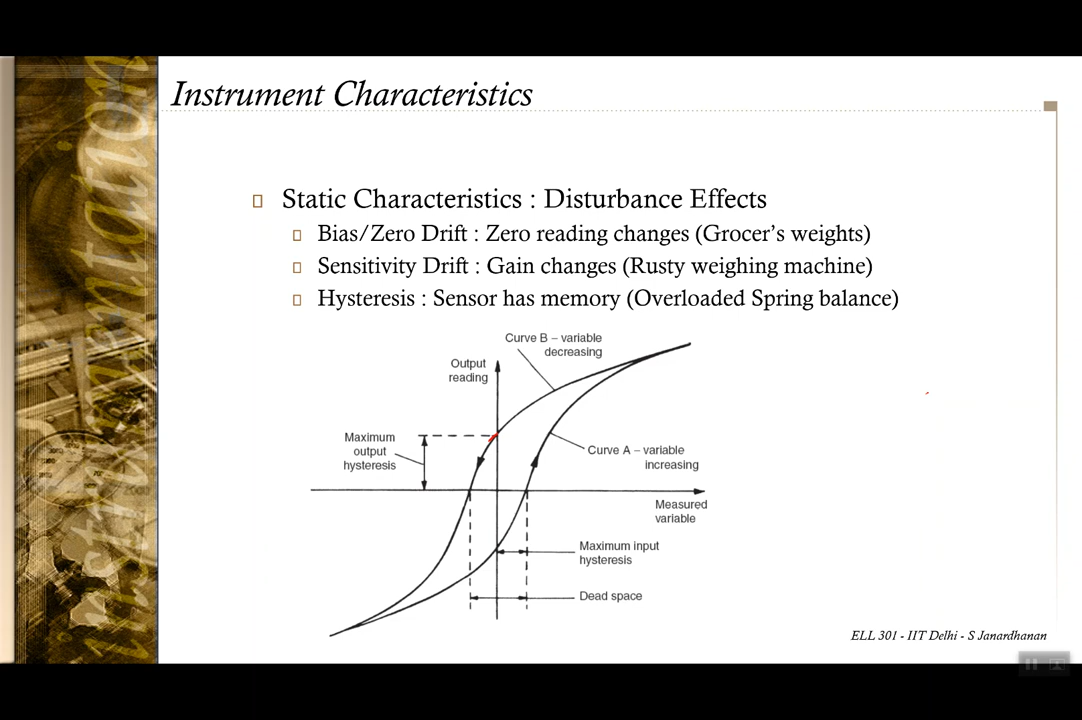 Instrument Characteristics
Static Characteristics : Disturbance Effects
Bias/Zero Drift : Zero reading changes (Grocer's weights)
Sensitivity Drift : Gain changes (Rusty weighing machine)
Hysteresis : Sensor has memory (Overloaded Spring balance)
Curve B – variable
decreasing
Output
reading
Maximum
output
hysteresis
Curve A – variable
increasing
Measured
variable
Maximum input
hysteresis
Dead space
ELL 301 - IIT Delhi - S Janardhanan
instrumentation